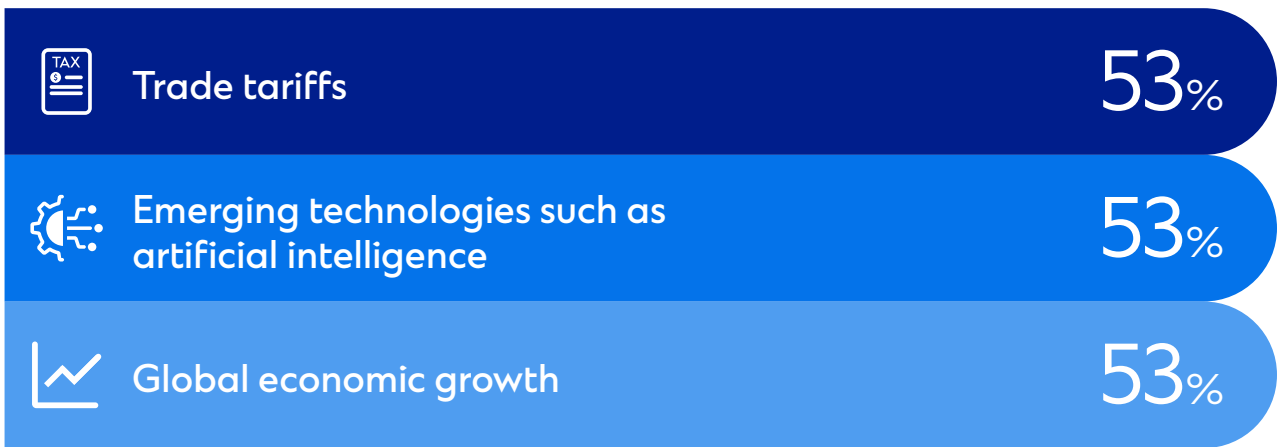 TAX
$
Trade tariffs
53%
Emerging technologies such as
artificial intelligence
53%
Global economic growth
53%